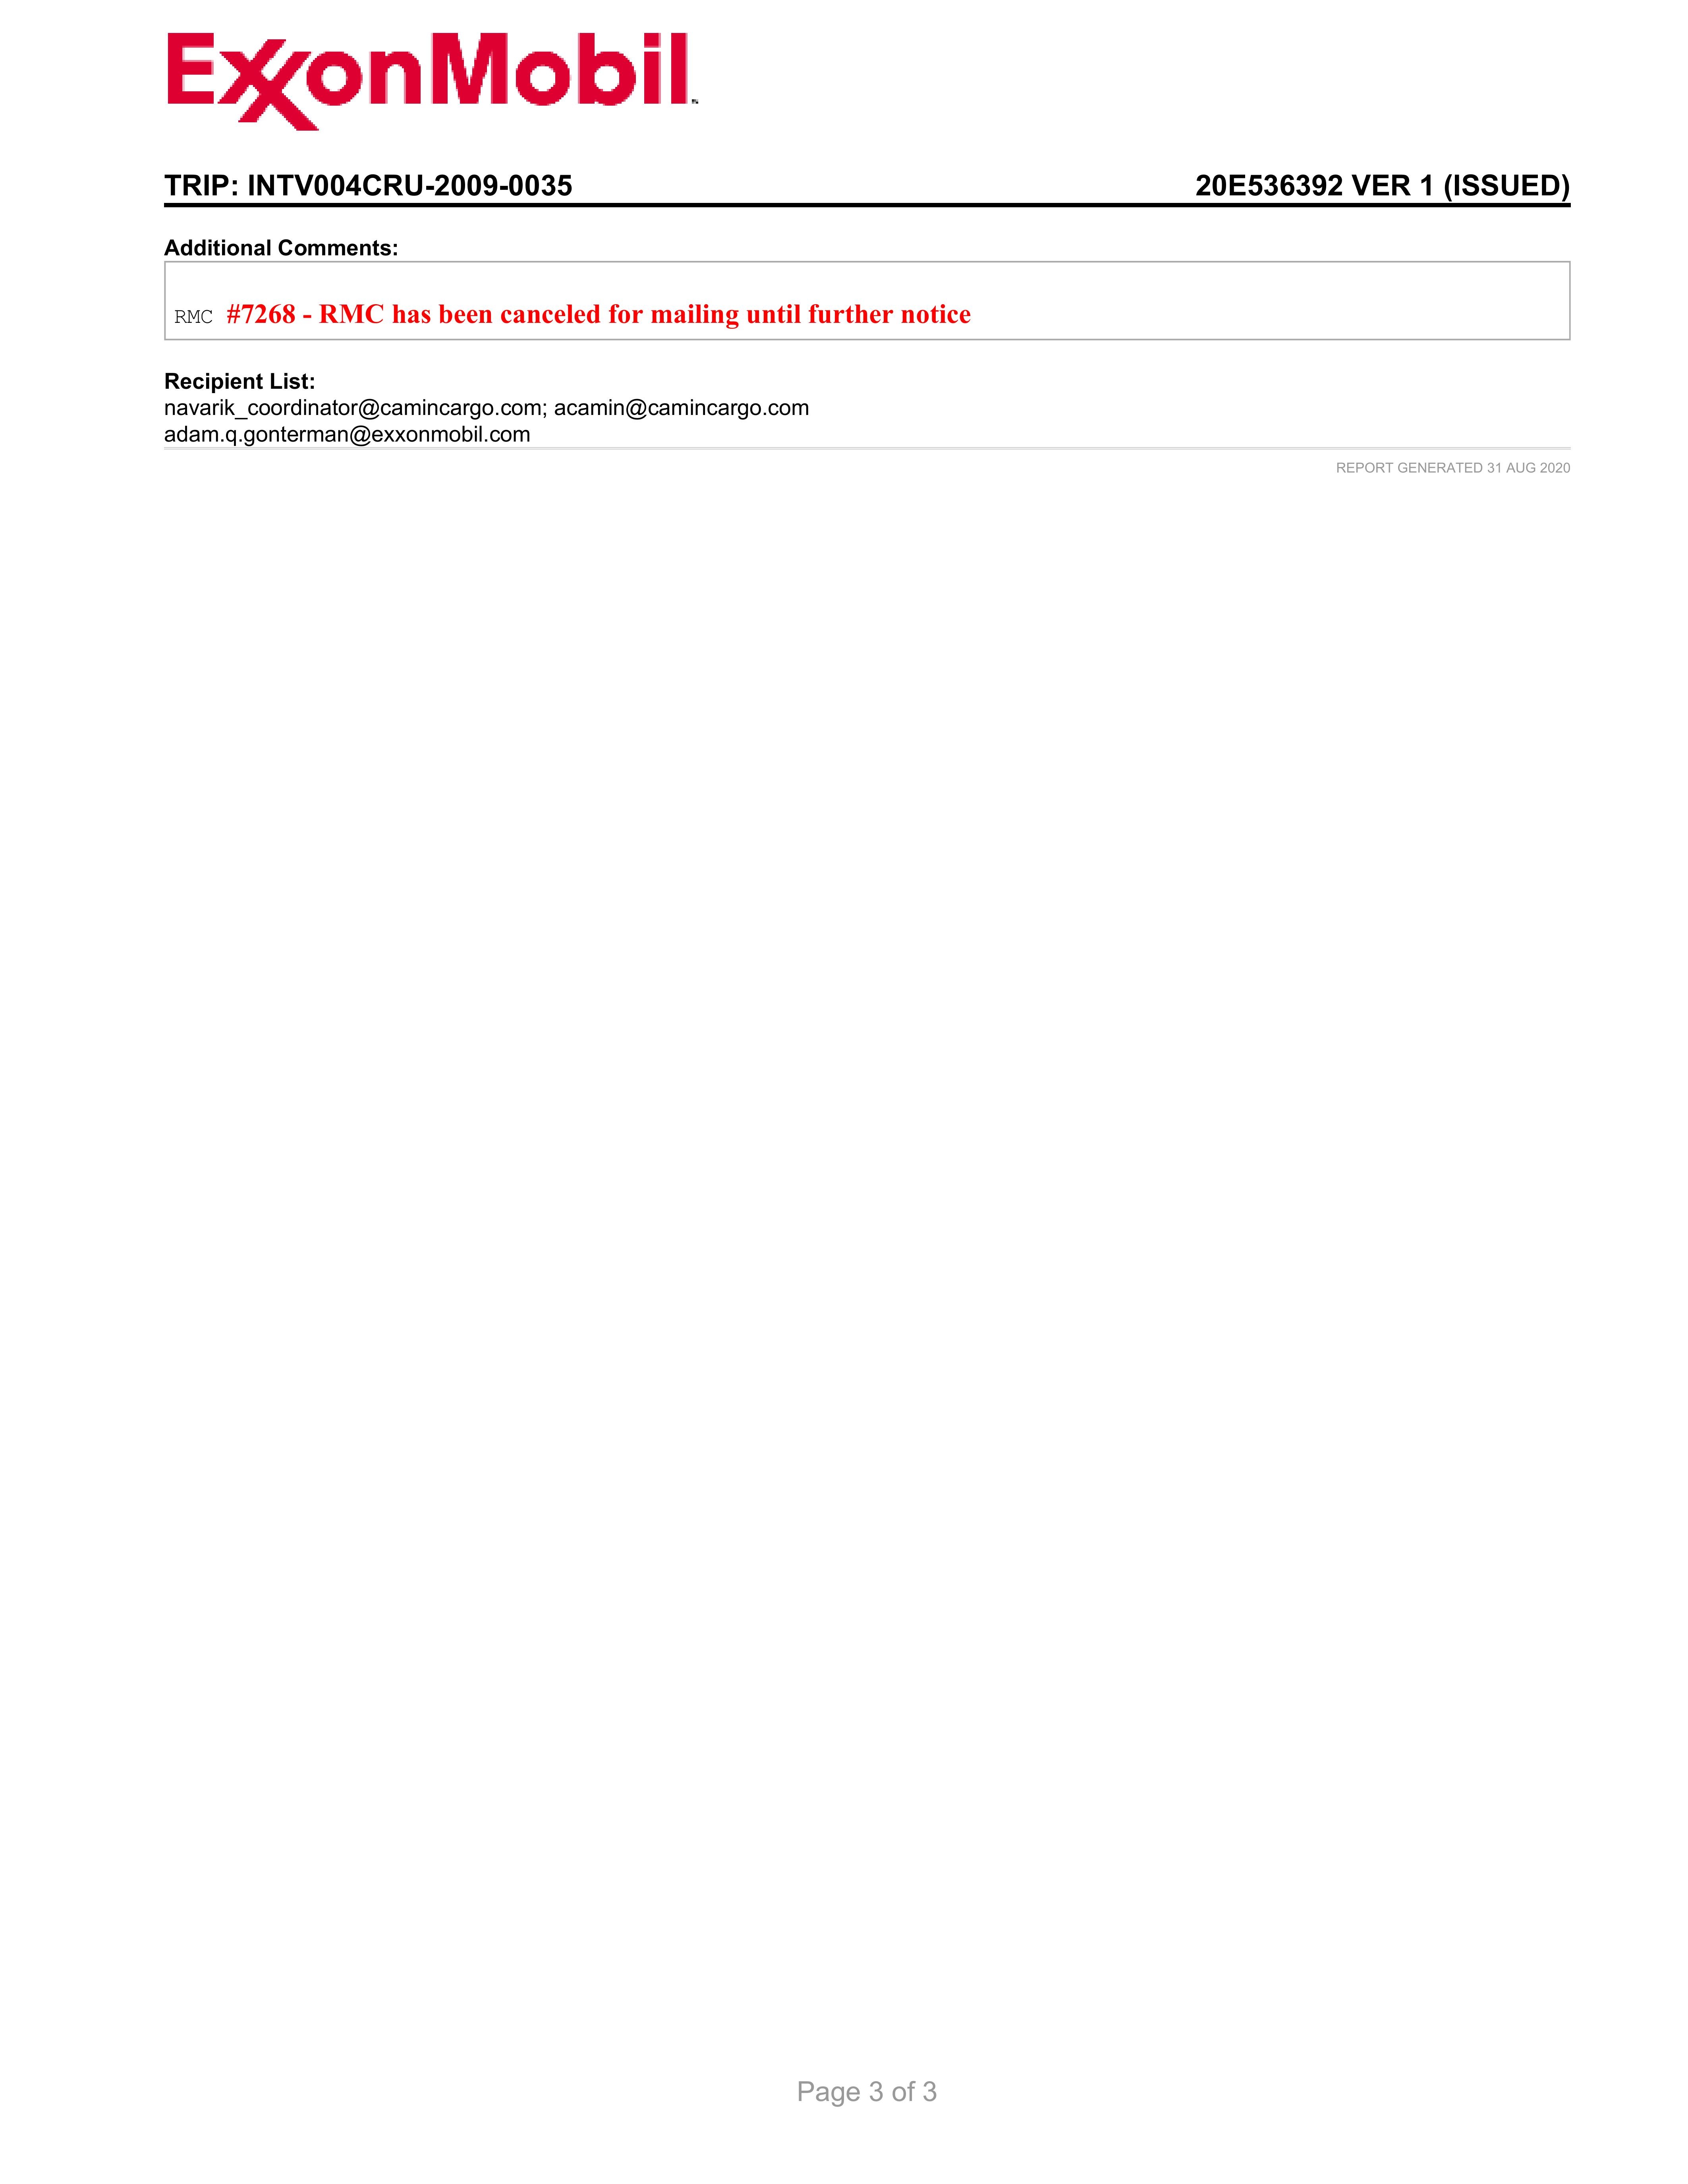 ExxonMobil
TRIP: INTV004CRU-2009-0035 20E536392 VER 1 (ISSUED)
Additional Comments:
RMC #7268 - RMC has been canceled for mailing until further notice
Recipient List:
navarik_coordinator@camincargo.com; acamin@camincargo.com
adam.q.gonterman@exxonmobil.com
REPORT GENERATED 31 AUG 2020
Page 3 of 3